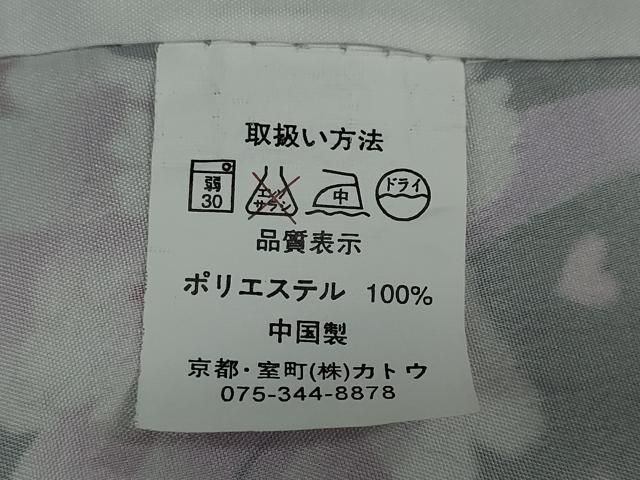 取扱い方法
弱 30 エンソ サラシ 中 ドライ
品質表示
ポリエステル 100%
中国製
京都・室町(株)カトウ
075-344-8878